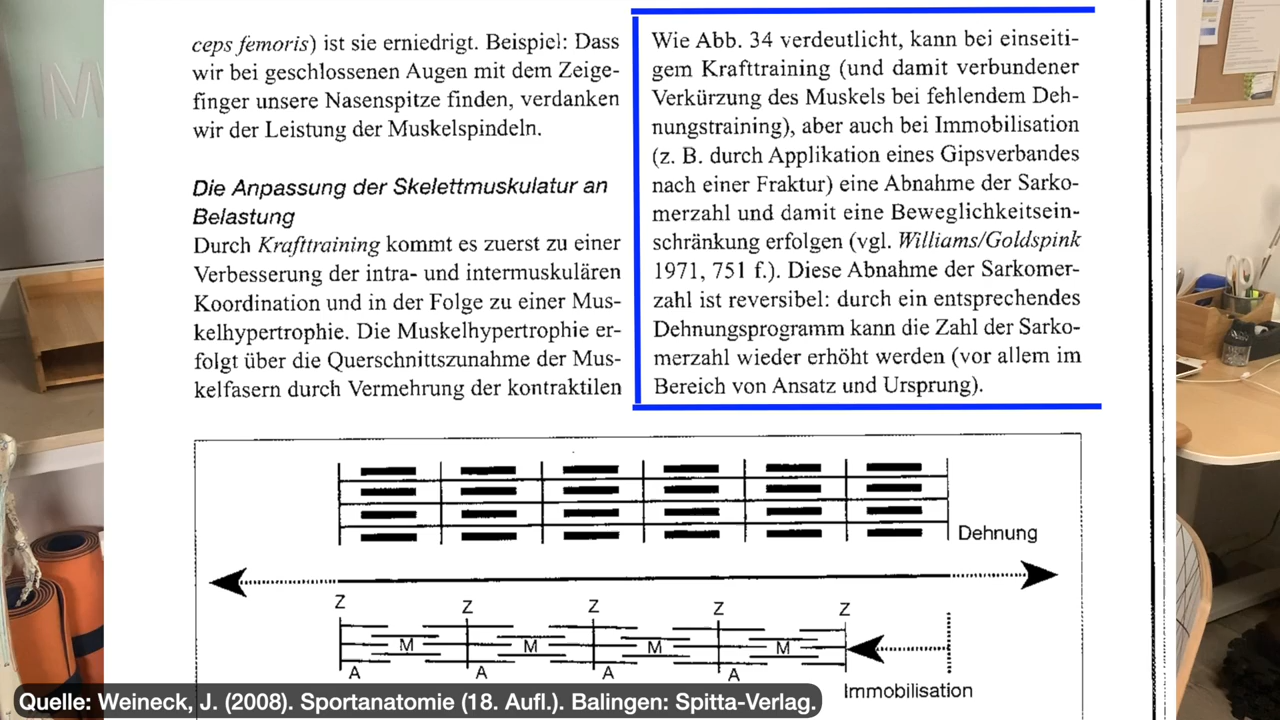 ceps femoris) ist sie erniedrigt. Beispiel: Dass
wir bei geschlossenen Augen mit dem Zeige-
finger unsere Nasenspitze finden, verdanken
wir der Leistung der Muskelspindeln.
Die Anpassung der Skelettmuskulatur an
Belastung
Durch Krafttraining kommt es zuerst zu einer
Verbesserung der intra- und intermuskulären
Koordination und in der Folge zu einer Mus-
kelhypertrophie. Die Muskelhypertrophie er-
folgt über die Querschnittszunahme der Mus-
kelfasern durch Vermehrung der kontraktilen
Wie Abb. 34 verdeutlicht, kann bei einseiti-
gem Krafttraining (und damit verbundener
Verkürzung des Muskels bei fehlendem Deh-
nungstraining), aber auch bei Immobilisation
(z. B. durch Applikation eines Gipsverbandes
nach einer Fraktur) eine Abnahme der Sarko-
merzahl und damit eine Beweglichkeitsein-
schränkung erfolgen (vgl. Williams/Goldspink
1971, 751 f.). Diese Abnahme der Sarkomer-
zahl ist reversibel: durch ein entsprechendes
Dehnungsprogramm kann die Zahl der Sarko-
merzahl wieder erhöht werden (vor allem im
Bereich von Ansatz und Ursprung).
Dehnung
Z Z Z Z Z
M M M M
A A A A
Immobilisation
Quelle: Weineck, J. (2008). Sportanatomie (18. Aufl.). Balingen: Spitta-Verlag.
M